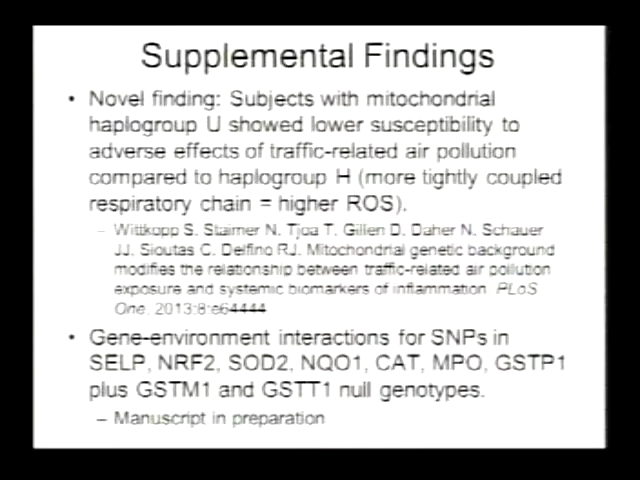 Supplemental Findings
• Novel finding: Subjects with mitochondrial
haplogroup U showed lower susceptibility to
adverse effects of traffic-related air pollution
compared to haplogroup H (more tightly coupled
respiratory chain = higher ROS).
– Wittkopp S. Staimer N. Tjoa T. Gillen D. Daher N. Schauer
JJ. Sioutas C. Delfino RJ. Mitochondrial genetic background
modifies the relationship between traffic-related air pollution
exposure and systemic biomarkers of inflammation. PLoS
One. 2013;8:e64444
• Gene-environment interactions for SNPs in
SELP, NRF2, SOD2, NQO1, CAT, MPO, GSTP1
plus GSTM1 and GSTT1 null genotypes.
– Manuscript in preparation